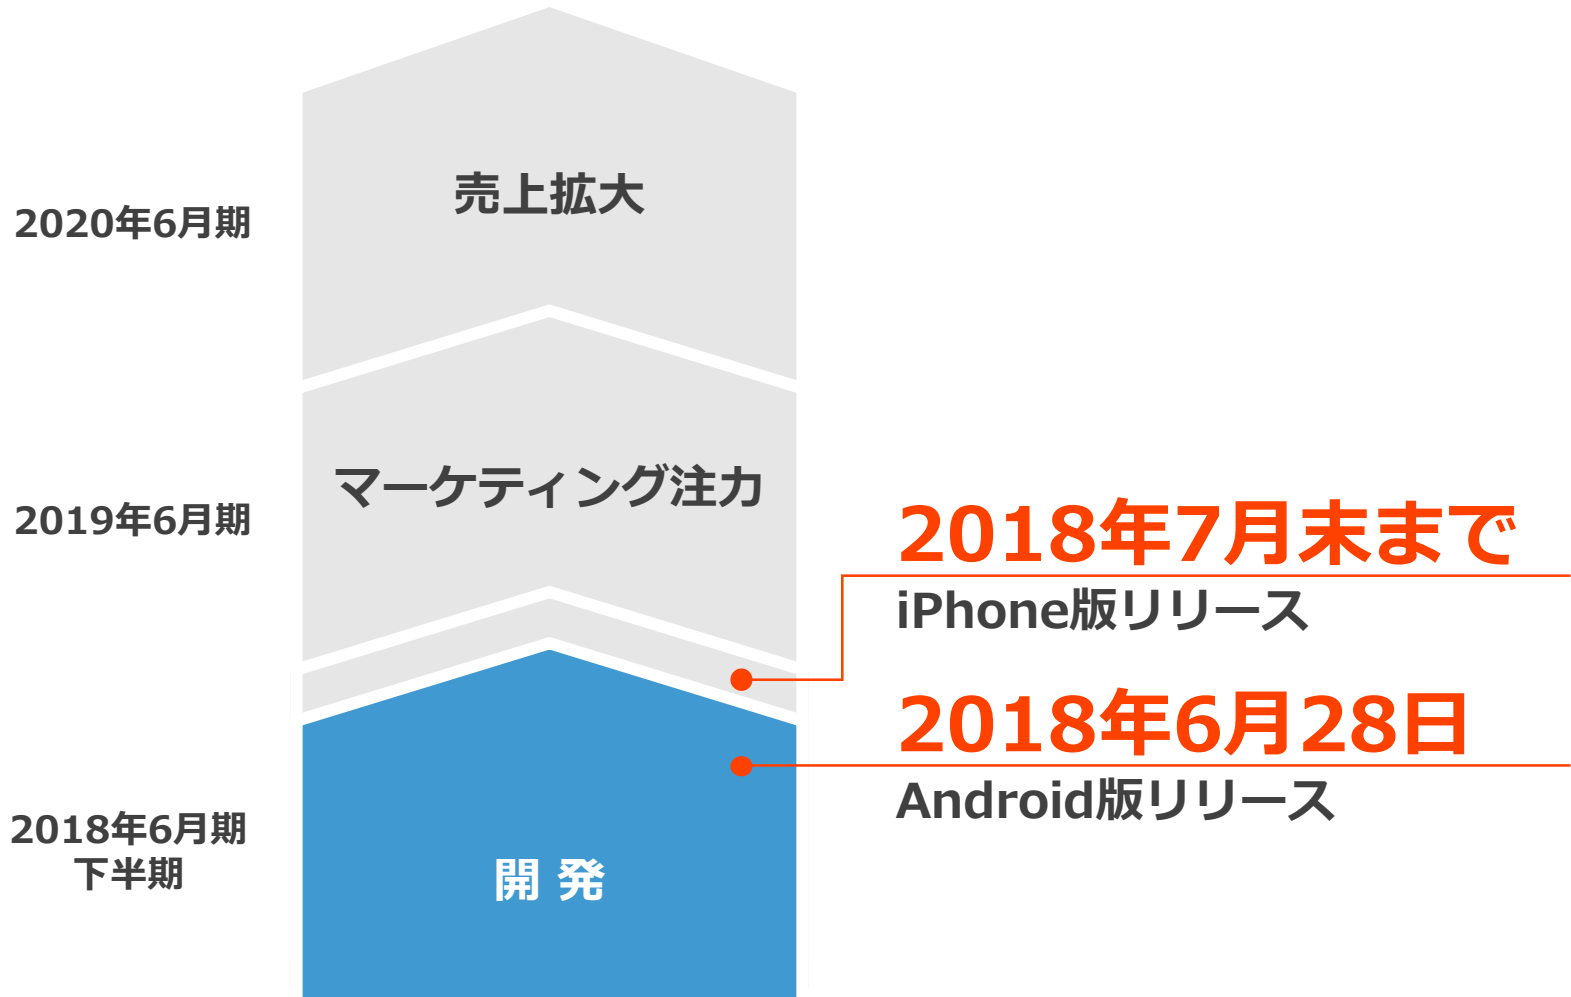 売上拡大
2020年6月期
マーケティング注力
2019年6月期
2018年7月末まで
iPhone版リリース
2018年6月28日
Android版リリース
2018年6月期
下半期
開 発